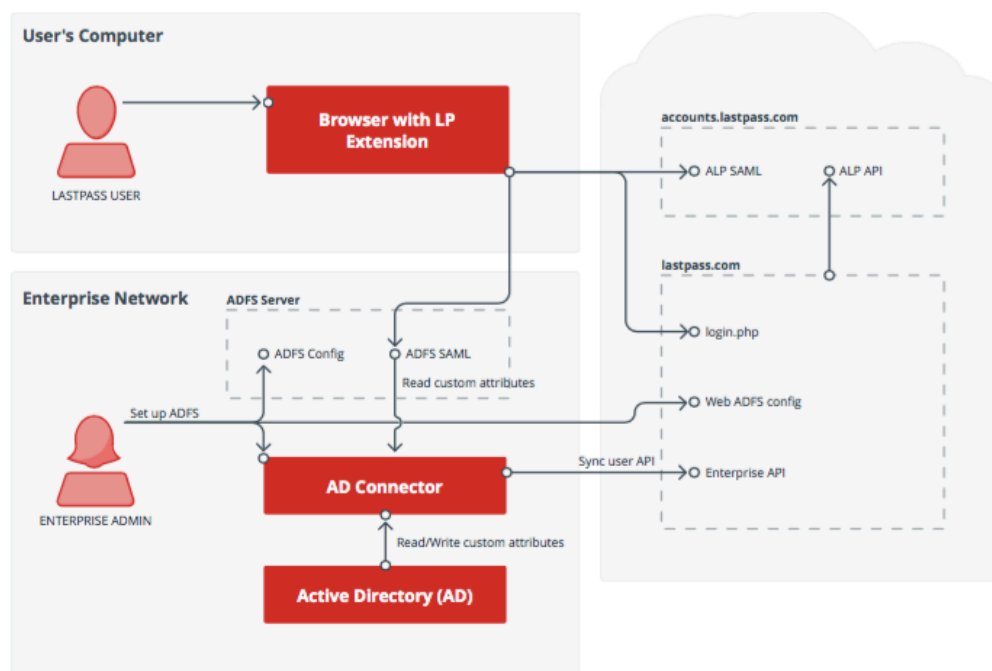 User's Computer
Browser with LP
Extension
LASTPASS USER
accounts.lastpass.com
ALP SAML
ALP API
lastpass.com
login.php
Web ADFS config
Enterprise API
Enterprise Network
ADFS Server
ADFS Config
ADFS SAML
Read custom attributes
Set up ADFS
Sync user API
AD Connector
ENTERPRISE ADMIN
Read/Write custom attributes
Active Directory (AD)